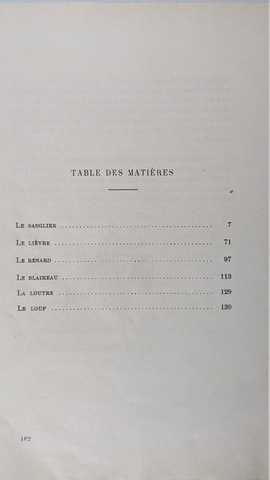 TABLE DES MATIÈRES
LE SANGLIER ........................................ 7
LE LIÈVRE ........................................ 71
LE RENARD ........................................ 97
LE BLAIREAU ........................................ 113
LA LOUTRE ........................................ 129
LE LOUP ........................................ 139
162